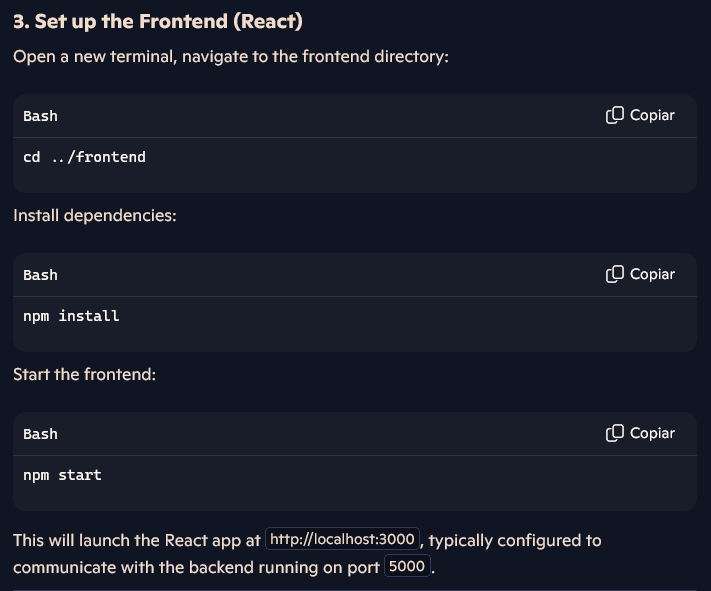 3. Set up the Frontend (React)
Open a new terminal, navigate to the frontend directory:
Bash
Copiar
cd ../frontend
Install dependencies:
Bash
Copiar
npm install
Start the frontend:
Bash
Copiar
npm start
This will launch the React app at http://localhost:3000, typically configured to
communicate with the backend running on port 5000.